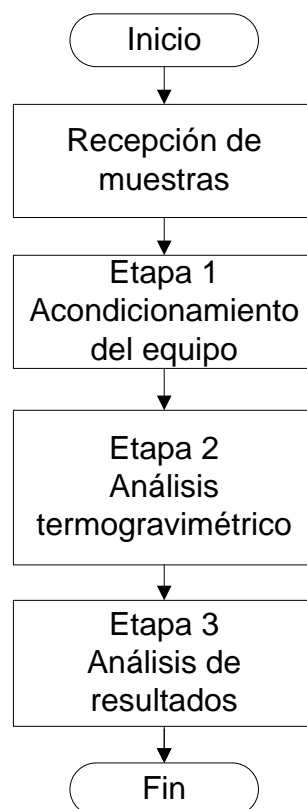 Inicio
Recepción de
muestras
Etapa 1
Acondicionamiento
del equipo
Etapa 2
Análisis
termogravimétrico
Etapa 3
Análisis de
resultados
Fin